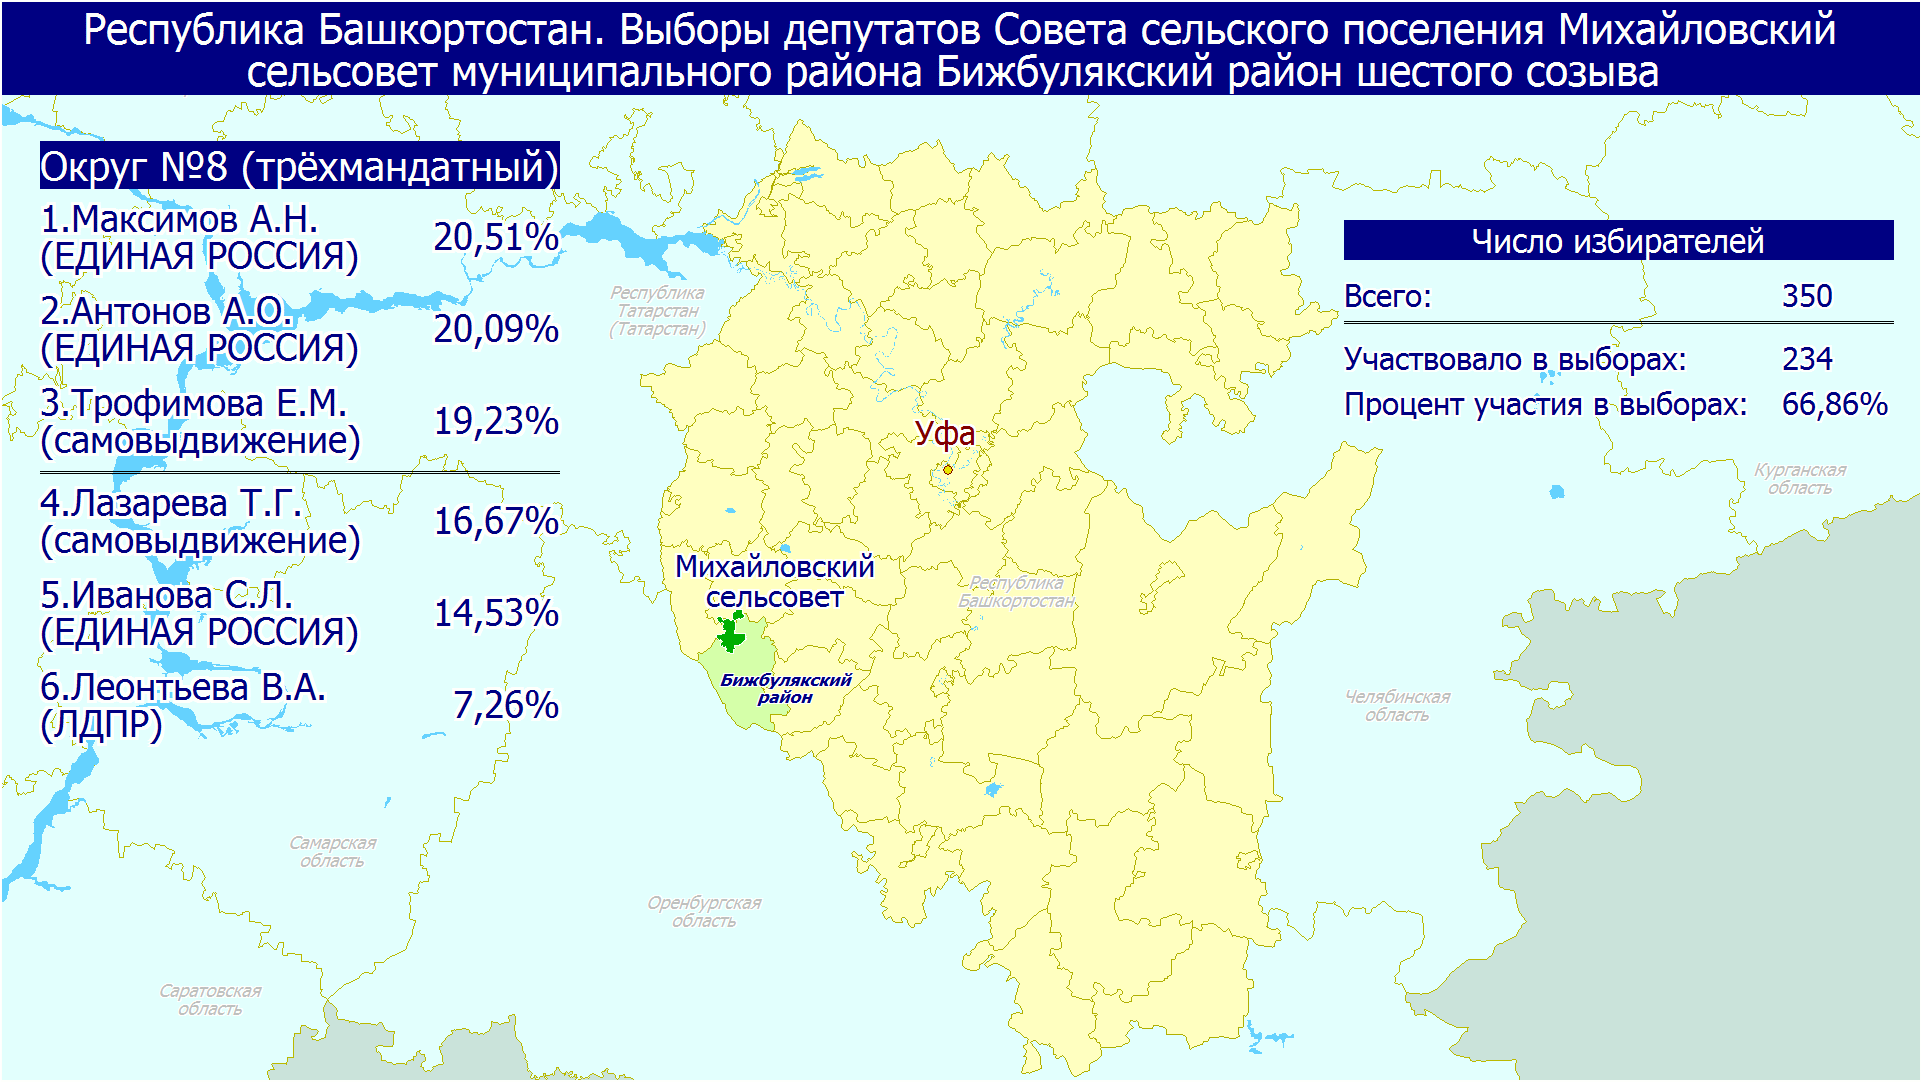 Республика Башкортостан. Выборы депутатов Совета сельского поселения Михайловский
сельсовет муниципального района Бижбулякский район шестого созыва
Округ №8 (трёхмандатный)
1.Максимов А.Н.
(ЕДИНАЯ РОССИЯ)
20,51%
2.Антонов А.О.
(ЕДИНАЯ РОССИЯ)
20,09%
3.Трофимова Е.М.
(самовыдвижение)
19,23%
4.Лазарева Т.Г.
(самовыдвижение)
16,67%
5.Иванова С.Л.
(ЕДИНАЯ РОССИЯ)
14,53%
6.Леонтьева В.А.
(ЛДПР)
7,26%
Число избирателей
Всего: 350
Участвовало в выборах: 234
Процент участия в выборах: 66,86%
Республика
Татарстан
(Татарстан)
Уфа
Курганская
область
Михайловский
сельсовет
Республика
Башкортостан
Бижбулякский
район
Челябинская
область
Самарская
область
Оренбургская
область
Саратовская
область